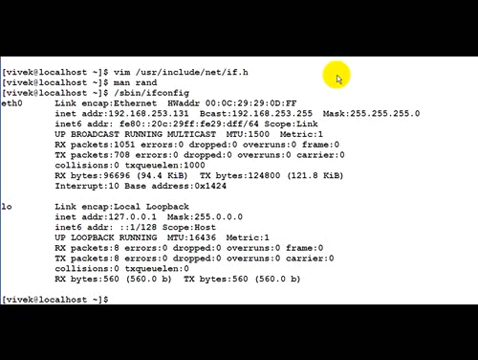 [vivek@localhost ~]$ vim /usr/include/net/if.h
[vivek@localhost ~]$ man rand
[vivek@localhost ~]$ /sbin/ifconfig
eth0 Link encap:Ethernet HWaddr 00:0C:29:29:0D:FF
inet addr:192.168.253.131 Bcast:192.168.253.255 Mask:255.255.255.0
inet6 addr: fe80::20c:29ff:fe29:dff/64 Scope:Link
UP BROADCAST RUNNING MULTICAST MTU:1500 Metric:1
RX packets:1051 errors:0 dropped:0 overruns:0 frame:0
TX packets:708 errors:0 dropped:0 overruns:0 carrier:0
collisions:0 txqueuelen:1000
RX bytes:96696 (94.4 KiB) TX bytes:124800 (121.8 KiB)
Interrupt:10 Base address:0x1424
lo Link encap:Local Loopback
inet addr:127.0.0.1 Mask:255.0.0.0
inet6 addr: ::1/128 Scope:Host
UP LOOPBACK RUNNING MTU:16436 Metric:1
RX packets:8 errors:0 dropped:0 overruns:0 frame:0
TX packets:8 errors:0 dropped:0 overruns:0 carrier:0
collisions:0 txqueuelen:0
RX bytes:560 (560.0 b) TX bytes:560 (560.0 b)
[vivek@localhost ~]$